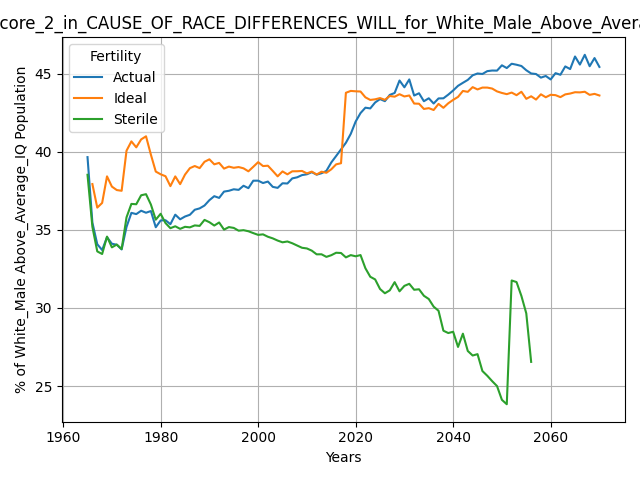 core_2_in_CAUSE_OF_RACE_DIFFERENCES_WILL_for_White_Male_Above_Avera
Fertility
Actual
Ideal
Sterile
% of White_Male Above_Average_IQ Population
45
40
35
30
25
1960
1980
2000
2020
2040
2060
Years